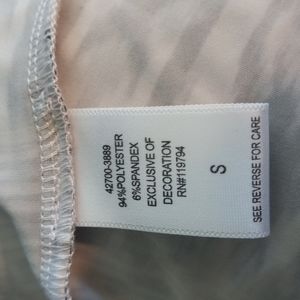 42700-3889
94%POLYESTER
6%SPANDEX
EXCLUSIVE OF
DECORATION
RN#119794
S
SEE REVERSE FOR CARE